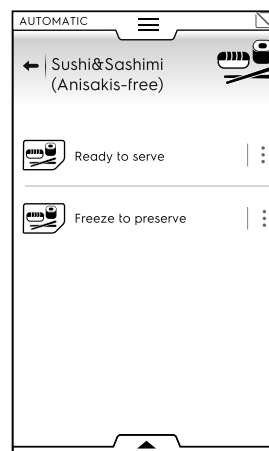 AUTOMATIC
Sushi&Sashimi
(Anisakis-free)
Ready to serve
Freeze to preserve